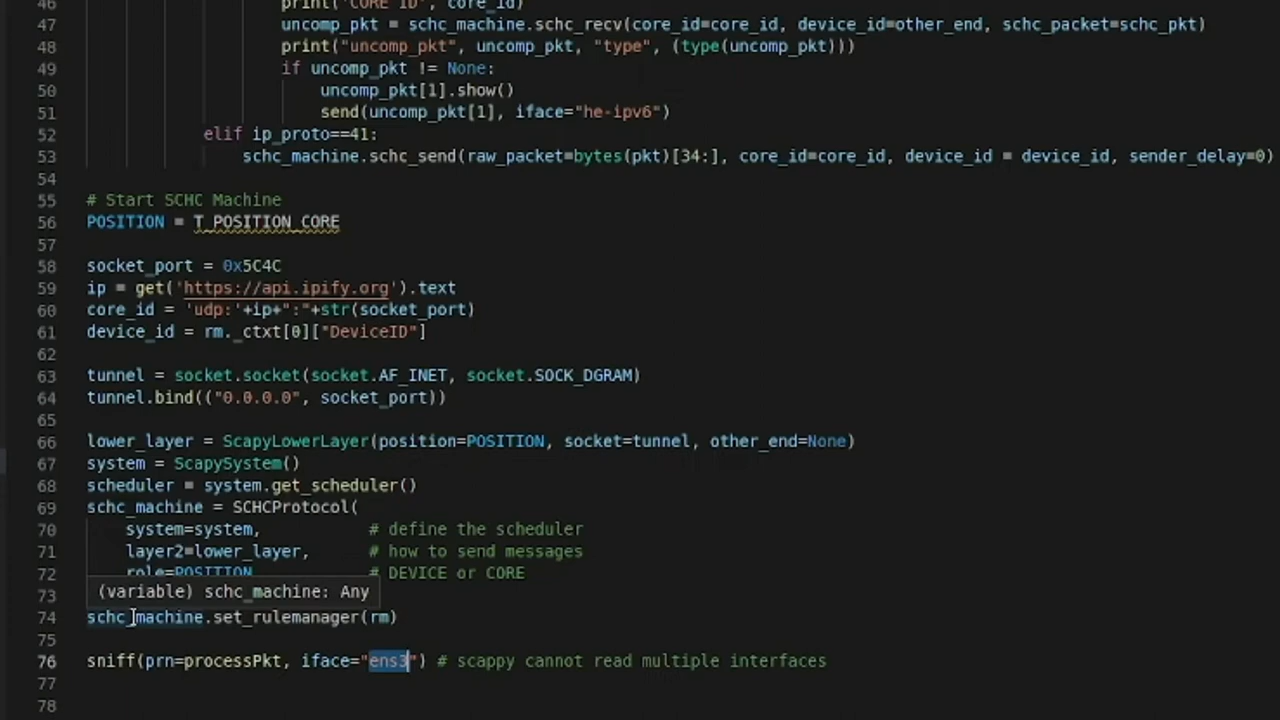 46 print('CORE ID', core_id)
47 uncomp_pkt = schc_machine.schc_recv(core_id=core_id, device_id=other_end, schc_packet=schc_pkt)
48 print("uncomp_pkt", uncomp_pkt, "type", (type(uncomp_pkt)))
49 if uncomp_pkt != None:
50 uncomp_pkt[1].show()
51 send(uncomp_pkt[1], iface="he-ipv6")
52 elif ip_proto==41:
53 schc_machine.schc_send(raw_packet=bytes(pkt)[34:], core_id=core_id, device_id = device_id, sender_delay=0)
54
55 # Start SCHC Machine
56 POSITION = T_POSITION_CORE
57
58 socket_port = 0x5C4C
59 ip = get('https://api.ipify.org').text
60 core_id = 'udp:'+ip+":"+str(socket_port)
61 device_id = rm._ctxt[0]["DeviceID"]
62
63 tunnel = socket.socket(socket.AF_INET, socket.SOCK_DGRAM)
64 tunnel.bind(("0.0.0.0", socket_port))
65
66 lower_layer = ScapyLowerLayer(position=POSITION, socket=tunnel, other_end=None)
67 system = ScapySystem()
68 scheduler = system.get_scheduler()
69 schc_machine = SCHCProtocol(
70 system=system, # define the scheduler
71 layer2=lower_layer, # how to send messages
72 role=POSITION # DEVICE or CORE
73 (variable) schc_machine: Any
74 schc_machine.set_rulemanager(rm)
75
76 sniff(prn=processPkt, iface="ens3") # scappy cannot read multiple interfaces
77
78